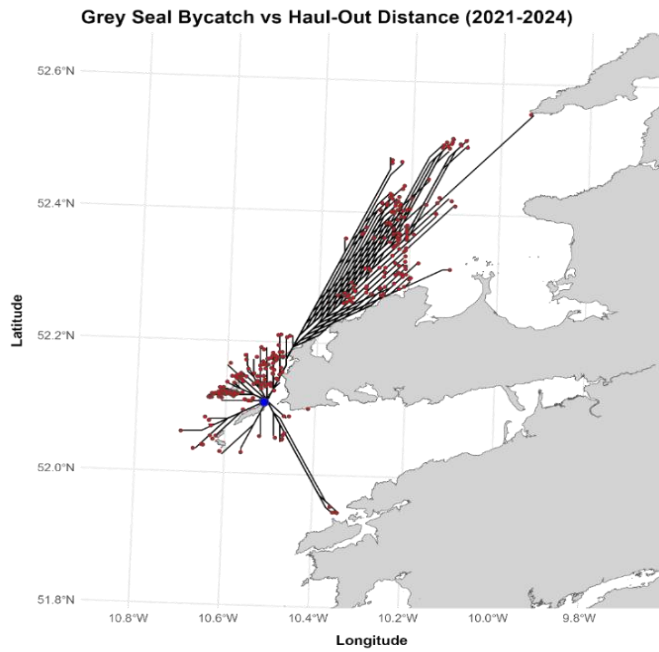 Grey Seal Bycatch vs Haul-Out Distance (2021-2024)
52.6°N
52.4°N
52.2°N
52.0°N
51.8°N
Latitude
10.8°W
10.6°W
10.4°W
10.2°W
10.0°W
9.8°W
Longitude